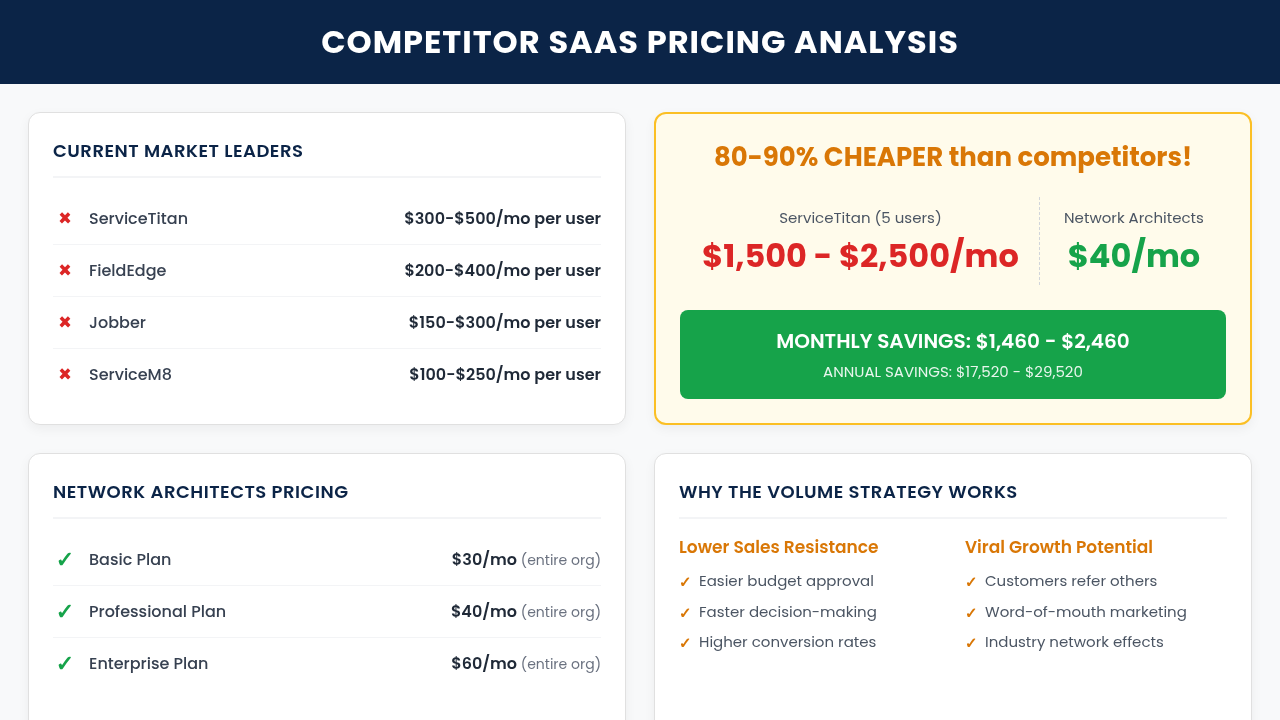 COMPETITOR SAAS PRICING ANALYSIS
CURRENT MARKET LEADERS
✖ ServiceTitan $300-$500/mo per user
✖ FieldEdge $200-$400/mo per user
✖ Jobber $150-$300/mo per user
✖ ServiceM8 $100-$250/mo per user
80-90% CHEAPER than competitors!
ServiceTitan (5 users)
$1,500 - $2,500/mo
Network Architects
$40/mo
MONTHLY SAVINGS: $1,460 - $2,460
ANNUAL SAVINGS: $17,520 - $29,520
NETWORK ARCHITECTS PRICING
✓ Basic Plan $30/mo (entire org)
✓ Professional Plan $40/mo (entire org)
✓ Enterprise Plan $60/mo (entire org)
WHY THE VOLUME STRATEGY WORKS
Lower Sales Resistance
✓ Easier budget approval
✓ Faster decision-making
✓ Higher conversion rates
Viral Growth Potential
✓ Customers refer others
✓ Word-of-mouth marketing
✓ Industry network effects